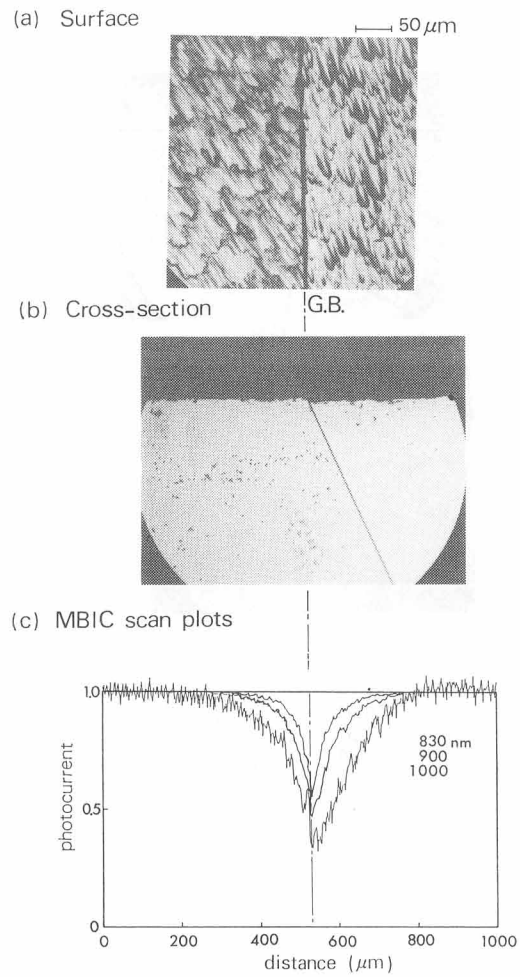 (a) Surface
50 μm
(b) Cross-section
G.B.
(c) MBIC scan plots
1.0
0.5
0
photocurrent
830 nm
900
1000
0 200 400 600 800 1000
distance (μm)